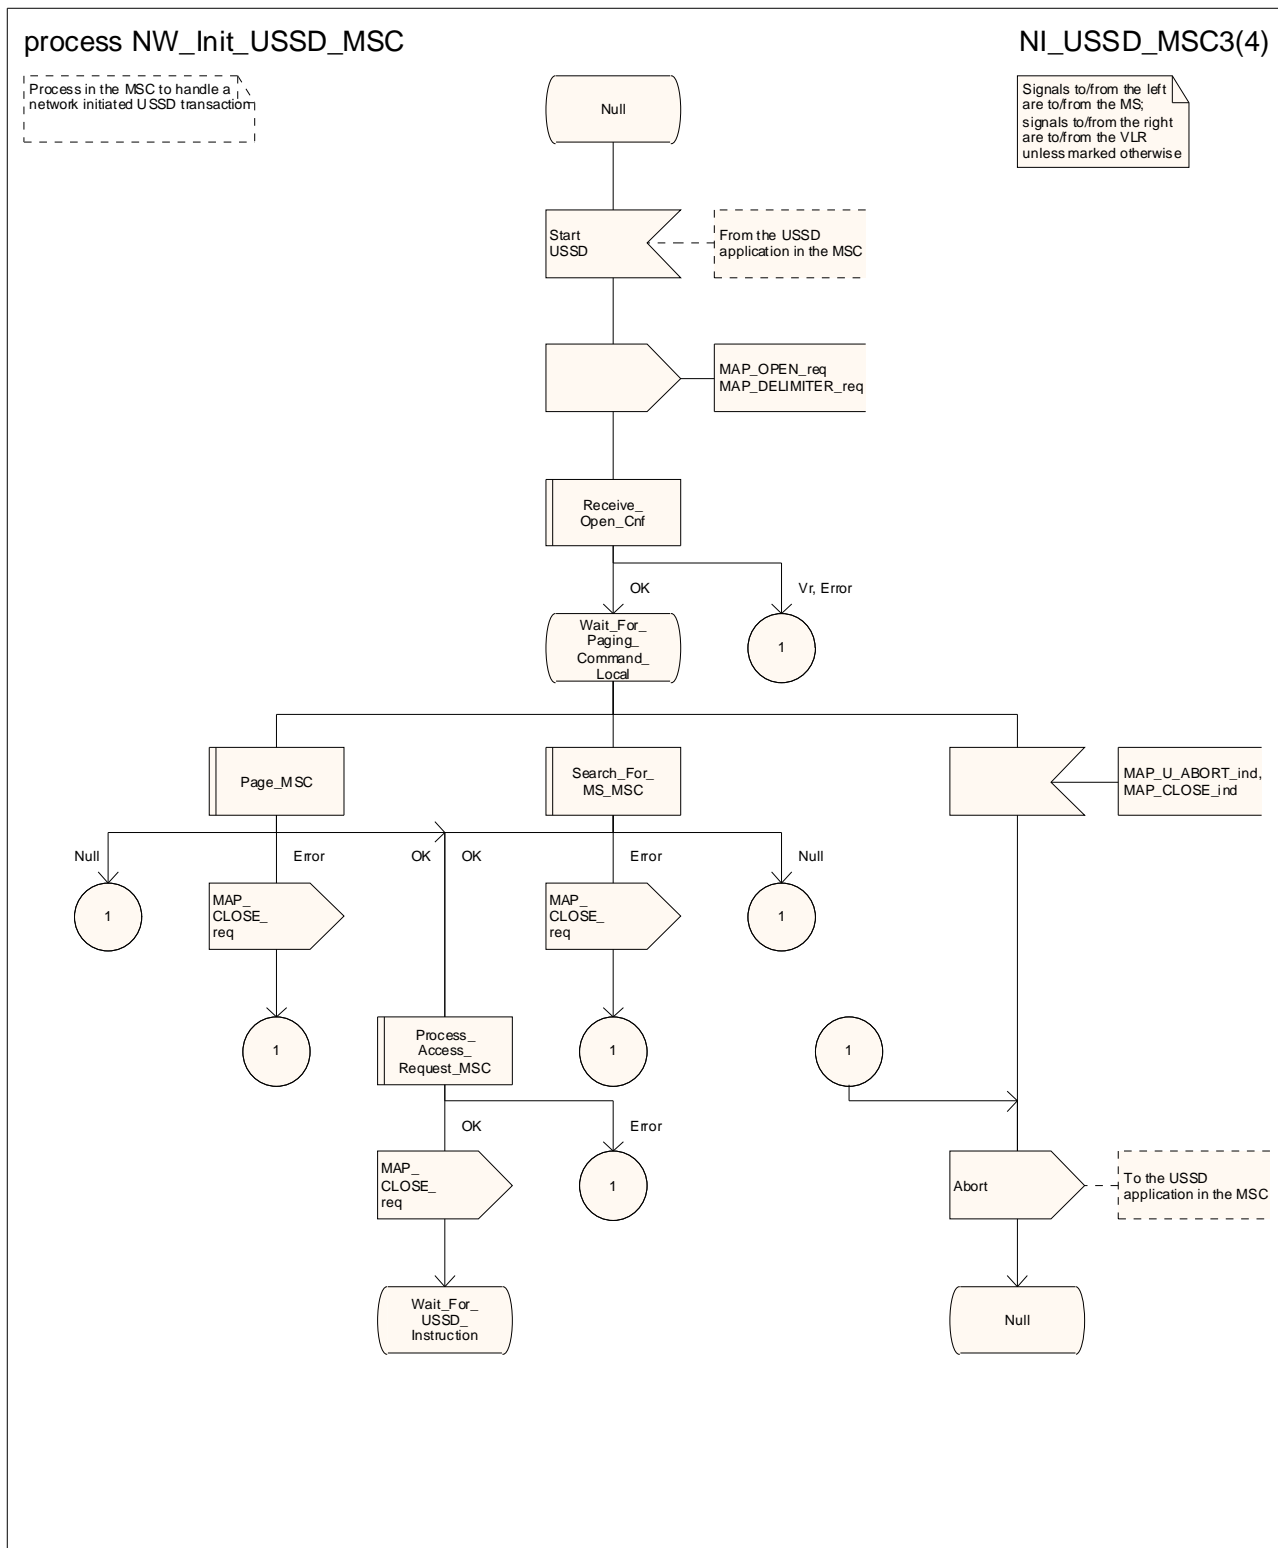 process NW_Init_USSD_MSC
NI_USSD_MSC3(4)
Process in the MSC to handle a
network initiated USSD transaction
Signals to/from the left
are to/from the MS;
signals to/from the right
are to/from the VLR
unless marked otherwise
Null
Start
USSD
From the USSD
application in the MSC
MAP_OPEN_req
MAP_DELIMITER_req
Receive_
Open_Cnf
OK
Vr, Error
Wait_For_
Paging_
Command_
Local
1
Page_MSC
Search_For_
MS_MSC
MAP_U_ABORT_ind,
MAP_CLOSE_ind
Null
Error
OK
OK
Error
Null
1
MAP_
CLOSE_
req
MAP_
CLOSE_
req
1
1
Process_
Access_
Request_MSC
1
1
OK
Error
MAP_
CLOSE_
req
1
Abort
To the USSD
application in the MSC
Wait_For_
USSD_
Instruction
Null